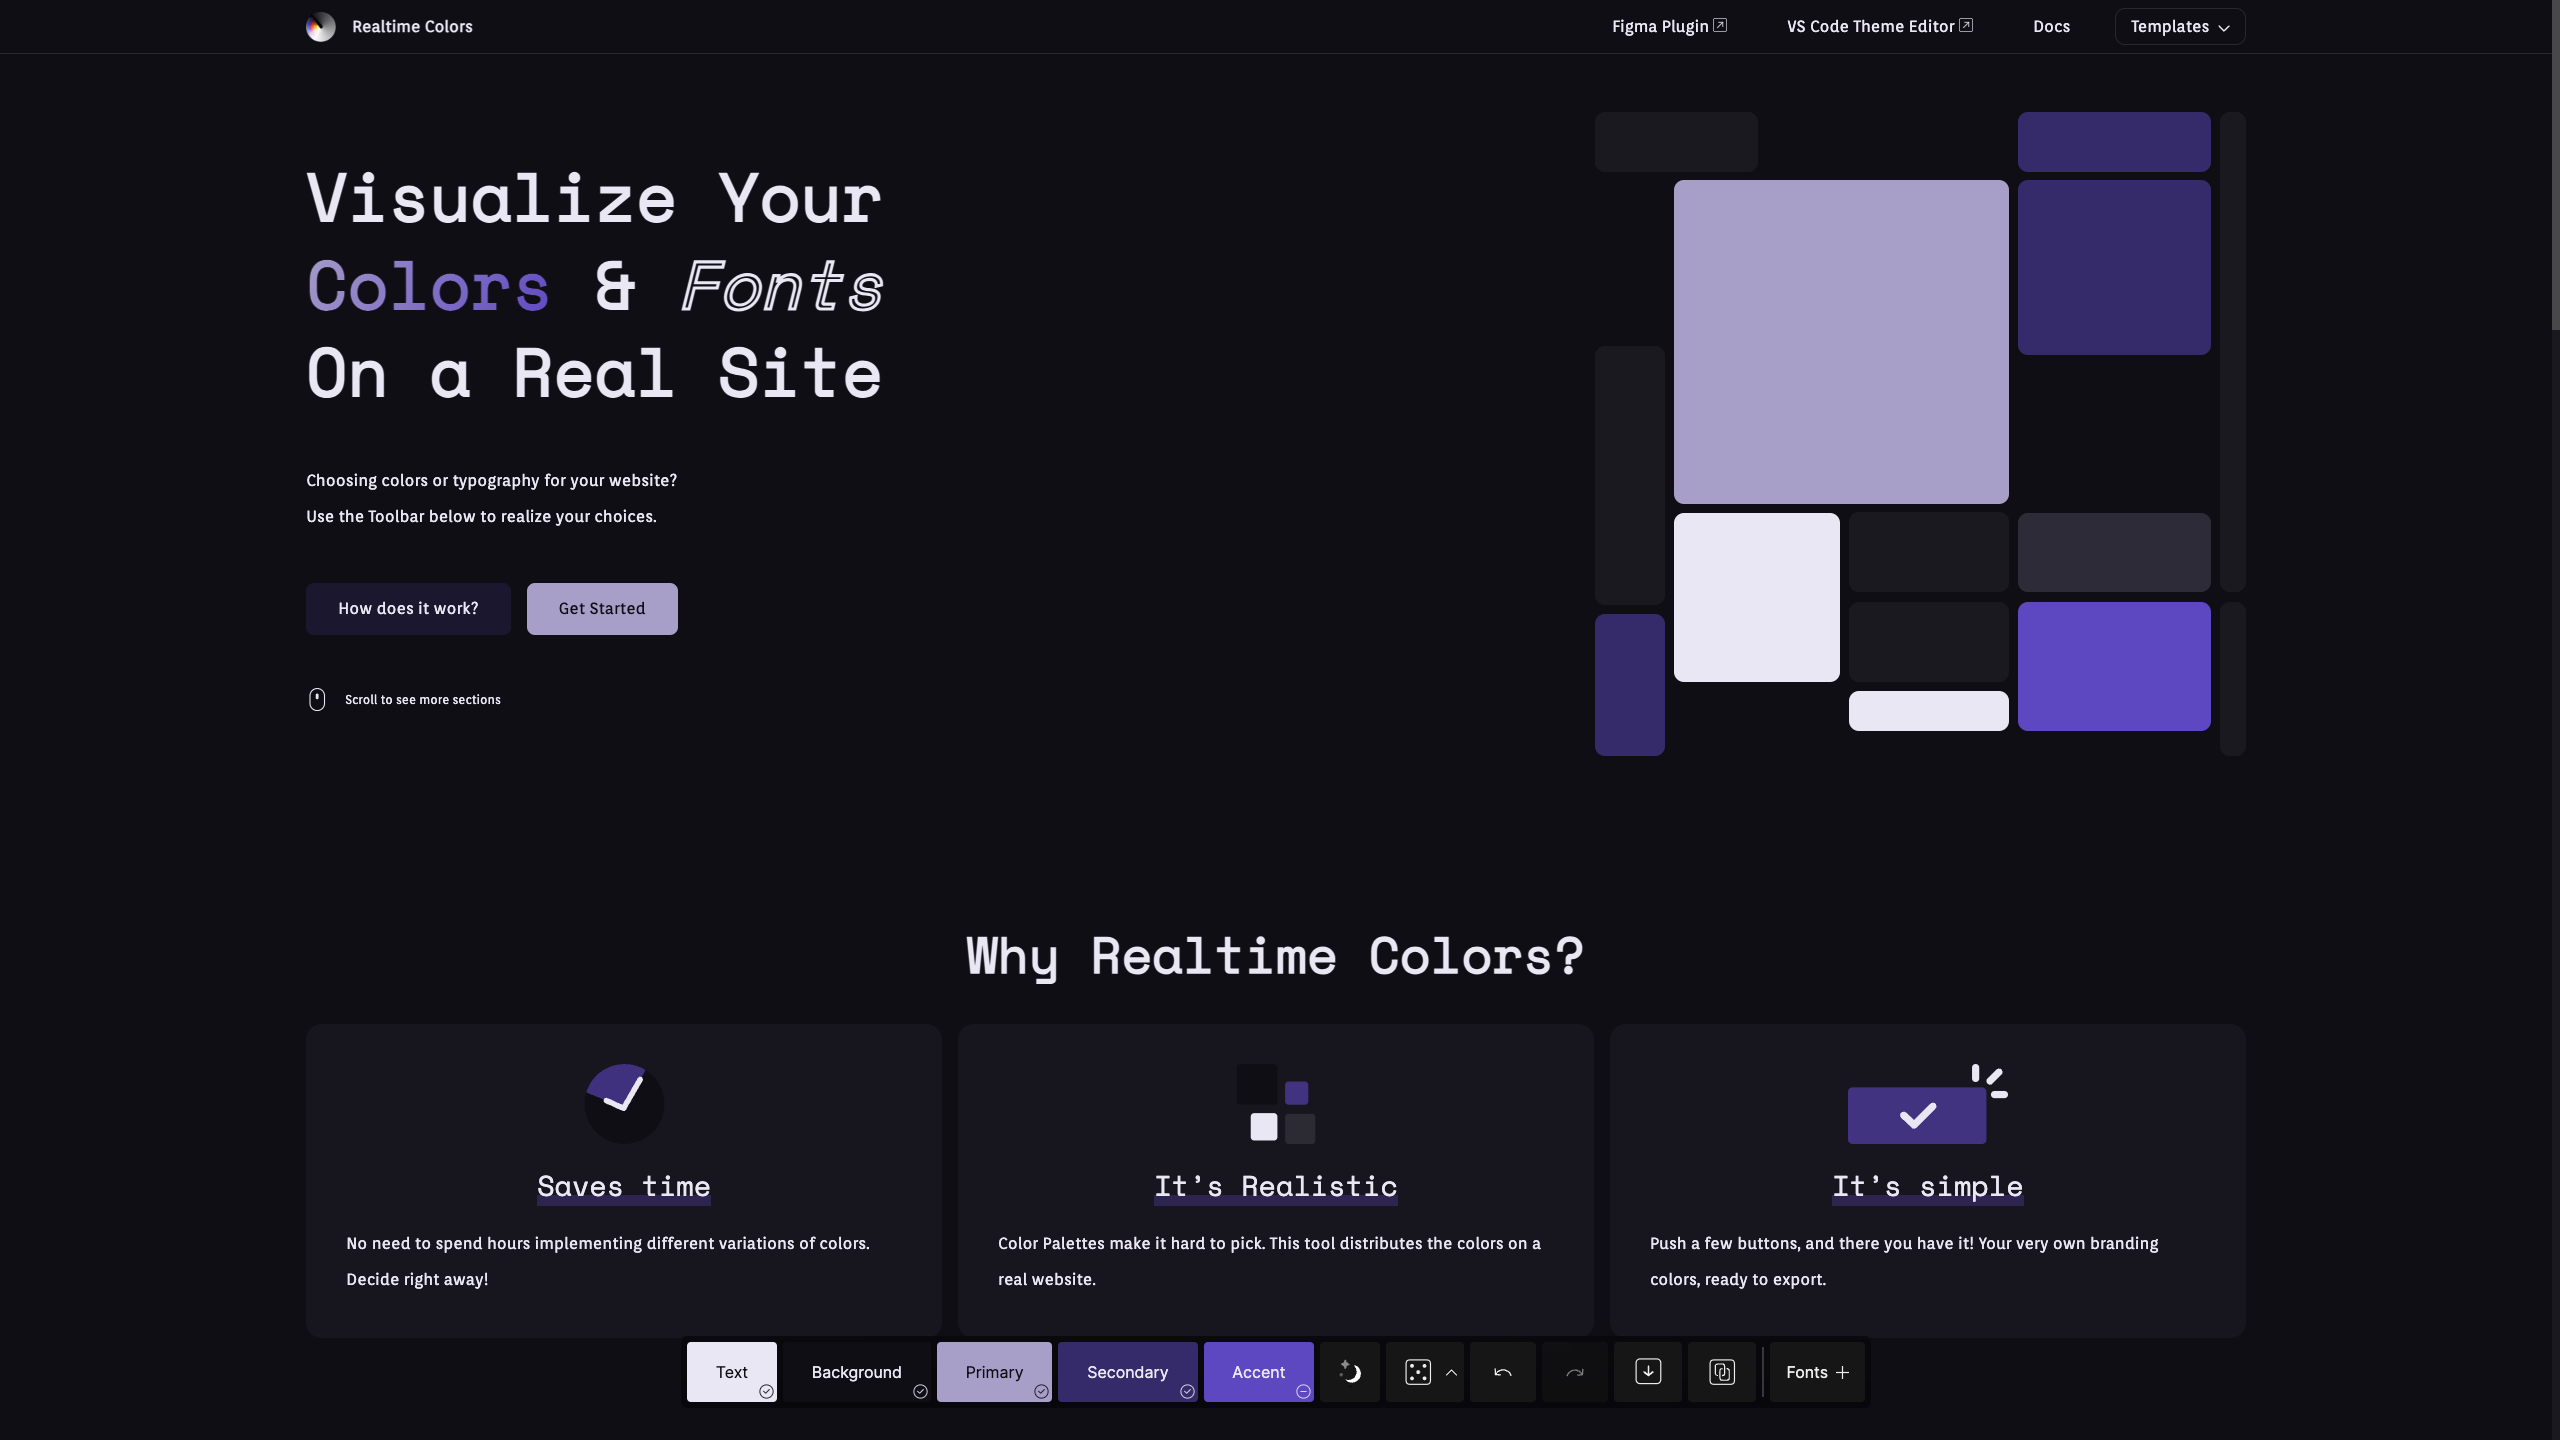 Realtime Colors
Figma Plugin
VS Code Theme Editor
Docs
Templates
Visualize Your
Colors & Fonts
On a Real Site
Choosing colors or typography for your website?
Use the Toolbar below to realize your choices.
How does it work?
Get Started
Scroll to see more sections
Why Realtime Colors?
Saves time
No need to spend hours implementing different variations of colors.
Decide right away!
It's Realistic
Color Palettes make it hard to pick. This tool distributes the colors on a
real website.
It's simple
Push a few buttons, and there you have it! Your very own branding
colors, ready to export.
Text
Background
Primary
Secondary
Accent
Fonts